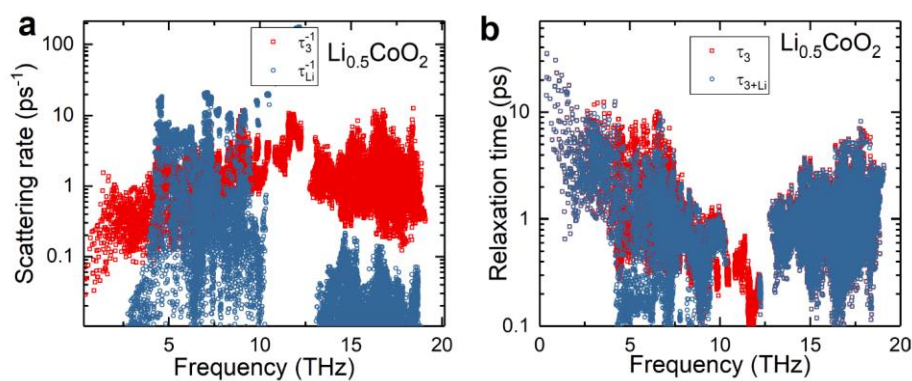 a
τ₃⁻¹
τ_Li⁻¹
Li₀.₅CoO₂
Scattering rate (ps⁻¹)
100
10
1
0.1
5
10
15
20
Frequency (THz)
b
τ₃
τ₃₊Li
Li₀.₅CoO₂
Relaxation time (ps)
10
1
0.1
0
5
10
15
20
Frequency (THz)